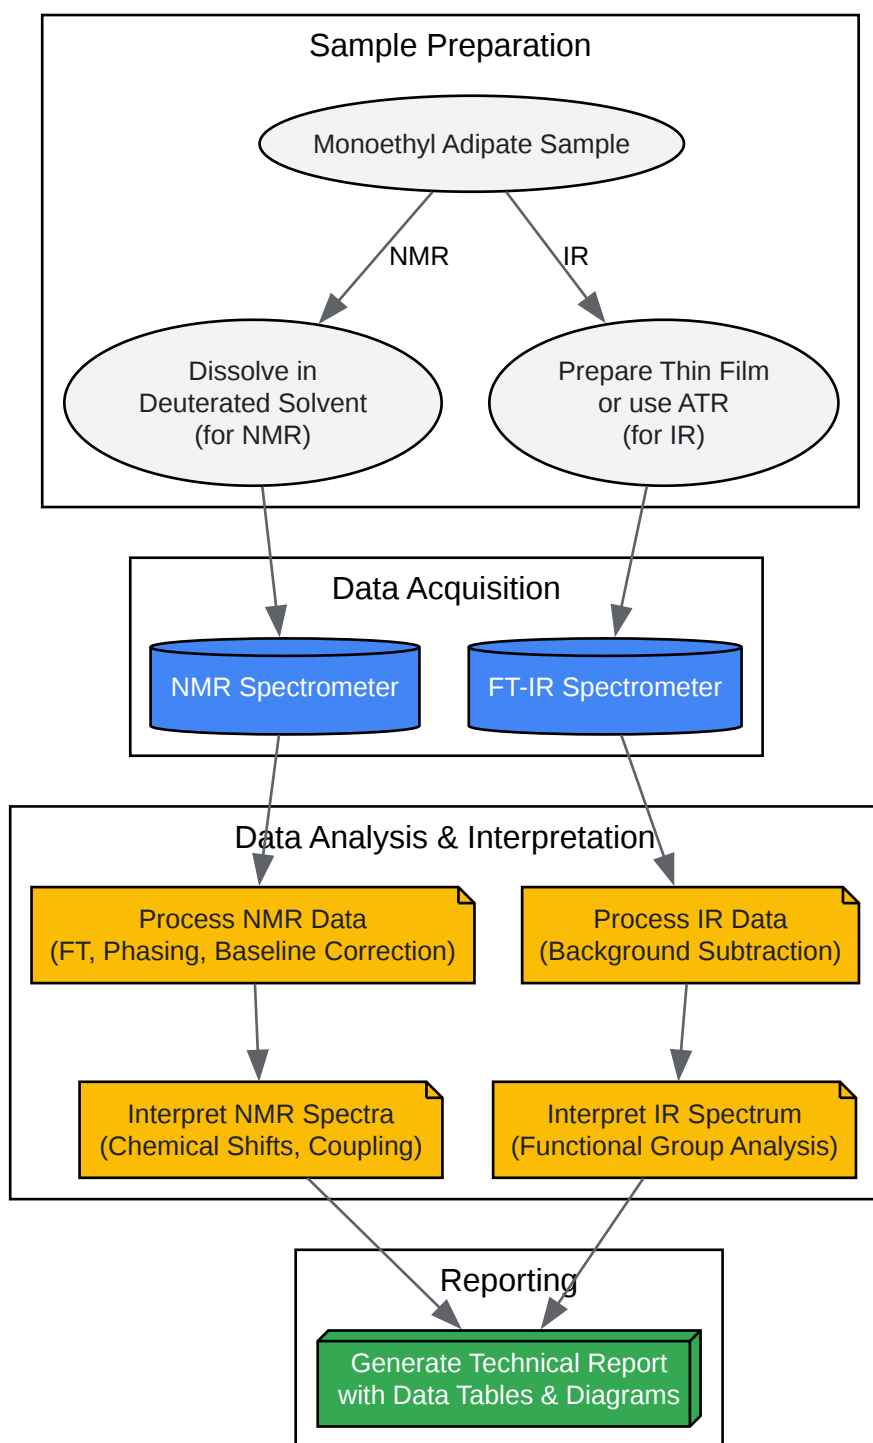 Sample Preparation
Monoethyl Adipate Sample
NMR
IR
Dissolve in
Deuterated Solvent
(for NMR)
Prepare Thin Film
or use ATR
(for IR)
Data Acquisition
NMR Spectrometer
FT-IR Spectrometer
Data Analysis & Interpretation
Process NMR Data
(FT, Phasing, Baseline Correction)
Process IR Data
(Background Subtraction)
Interpret NMR Spectra
(Chemical Shifts, Coupling)
Interpret IR Spectrum
(Functional Group Analysis)
Reporting
Generate Technical Report
with Data Tables & Diagrams